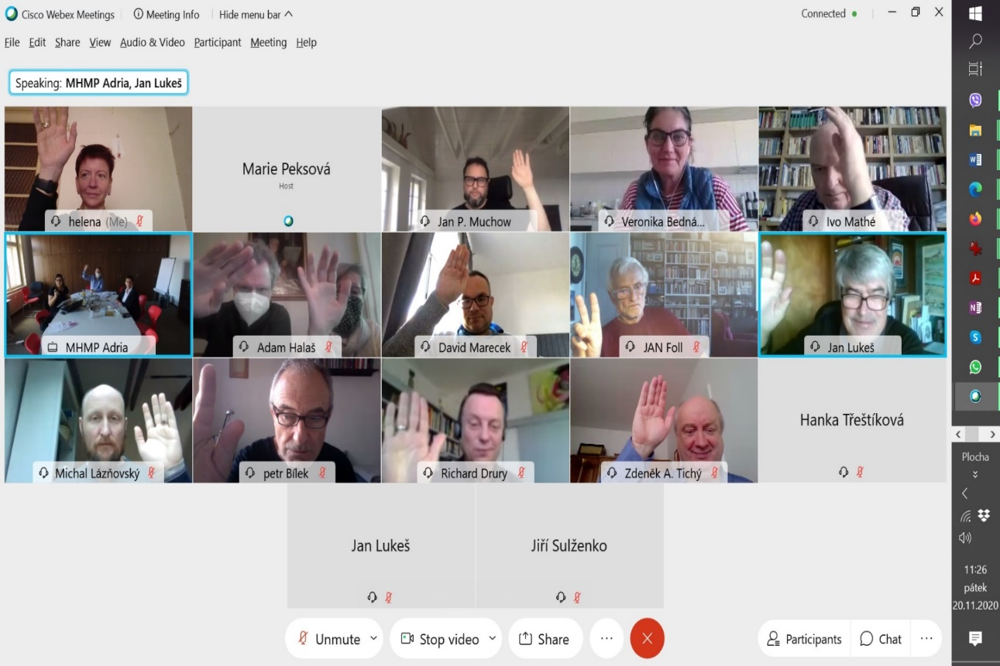 Cisco Webex Meetings
Meeting Info
Hide menu bar
Connected
File Edit Share View Audio & Video Participant Meeting Help
Speaking: MHMP Adria, Jan Lukeš
helena (Me)
Marie Peksová
Host
Jan P. Muchow
Veronika Bedná...
Ivo Mathé
MHMP Adria
Adam Halaš
David Marecek
JAN Foll
Jan Lukeš
Michal Lázňovský
petr Bílek
Richard Drury
Zdeněk A. Tichý
Hanka Třeštíková
Jan Lukeš
Jiří Sulženko
Unmute
Stop video
Share
...
Participants
Chat
...
Plocha
11:26
pátek
20.11.2020